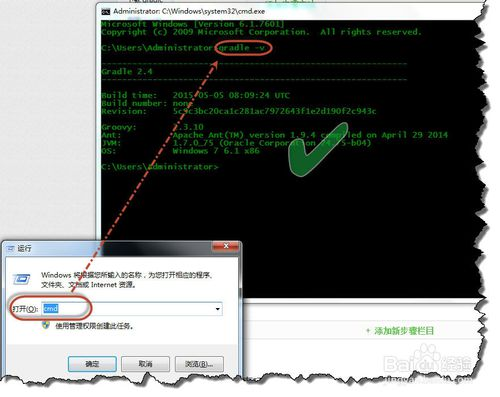 Administrator: C:\Windows\system32\cmd.exe
Microsoft Windows [Version 6.1.7601]
Copyright (c) 2009 Microsoft Corporation. All rights reserved.
C:\Users\Administrator>gradle -v
------------------------------------------------------------
Gradle 2.4
------------------------------------------------------------
Build time: 2015-05-05 08:09:24 UTC
Build number: none
Revision: 5c9c3bc20ca1c281ac7972643f1e2d190f2c943c
Groovy: 2.3.10
Ant: Apache Ant(TM) version 1.9.4 compiled on April 29 2014
JVM: 1.7.0_75 (Oracle Corporation 24.75-b04)
OS: Windows 7 6.1 x86
C:\Users\Administrator>
运行
Windows 将根据您所输入的名称，为您打开相应的程序、
文件夹、文档或 Internet 资源。
打开(O): cmd
使用管理权限创建此任务。
确定 取消 浏览(B)...
+ 添加新步骤栏目
Baidu 经验
jingyan.baidu.com